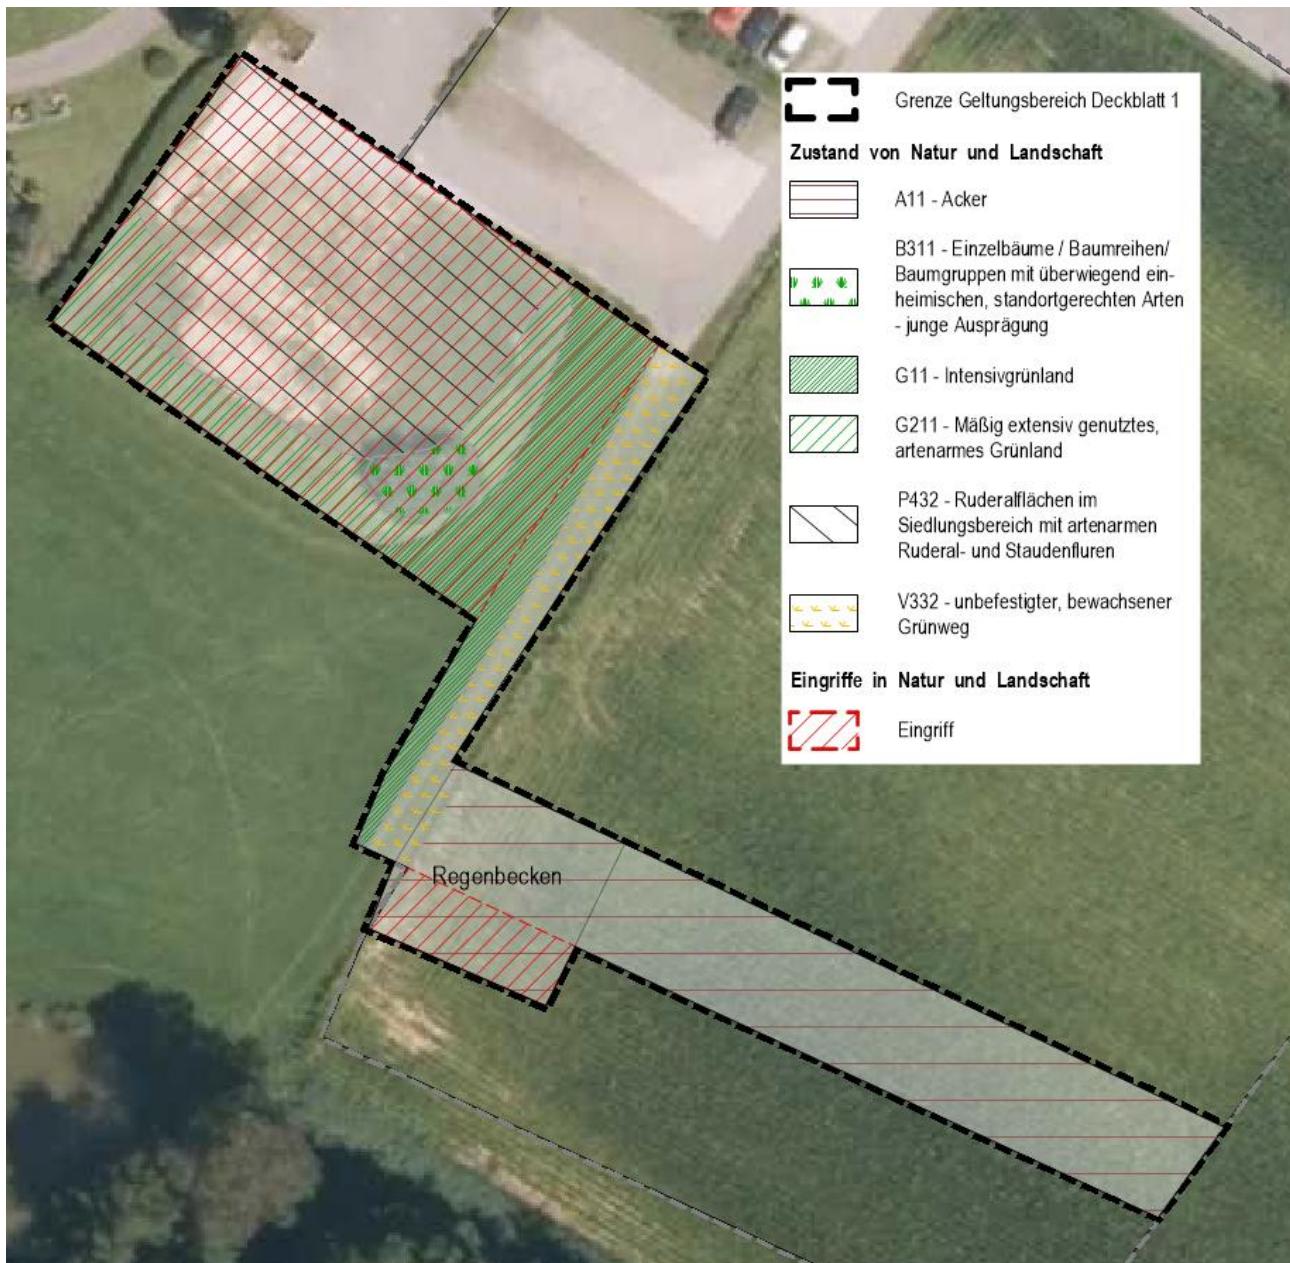 Grenze Geltungsbereich Deckblatt 1
Zustand von Natur und Landschaft
A11 - Acker
B311 - Einzelbäume / Baumreihen/
Baumgruppen mit überwiegend ein-
heimischen, standortgerechten Arten
- junge Ausprägung
G11 - Intensivgrünland
G211 - Mäßig extensiv genutztes,
artenarmes Grünland
P432 - Ruderalflächen im
Siedlungsbereich mit artenarmen
Ruderal- und Staudenfluren
V332 - unbefestigter, bewachsener
Grünweg
Eingriffe in Natur und Landschaft
Eingriff
Regenbecken